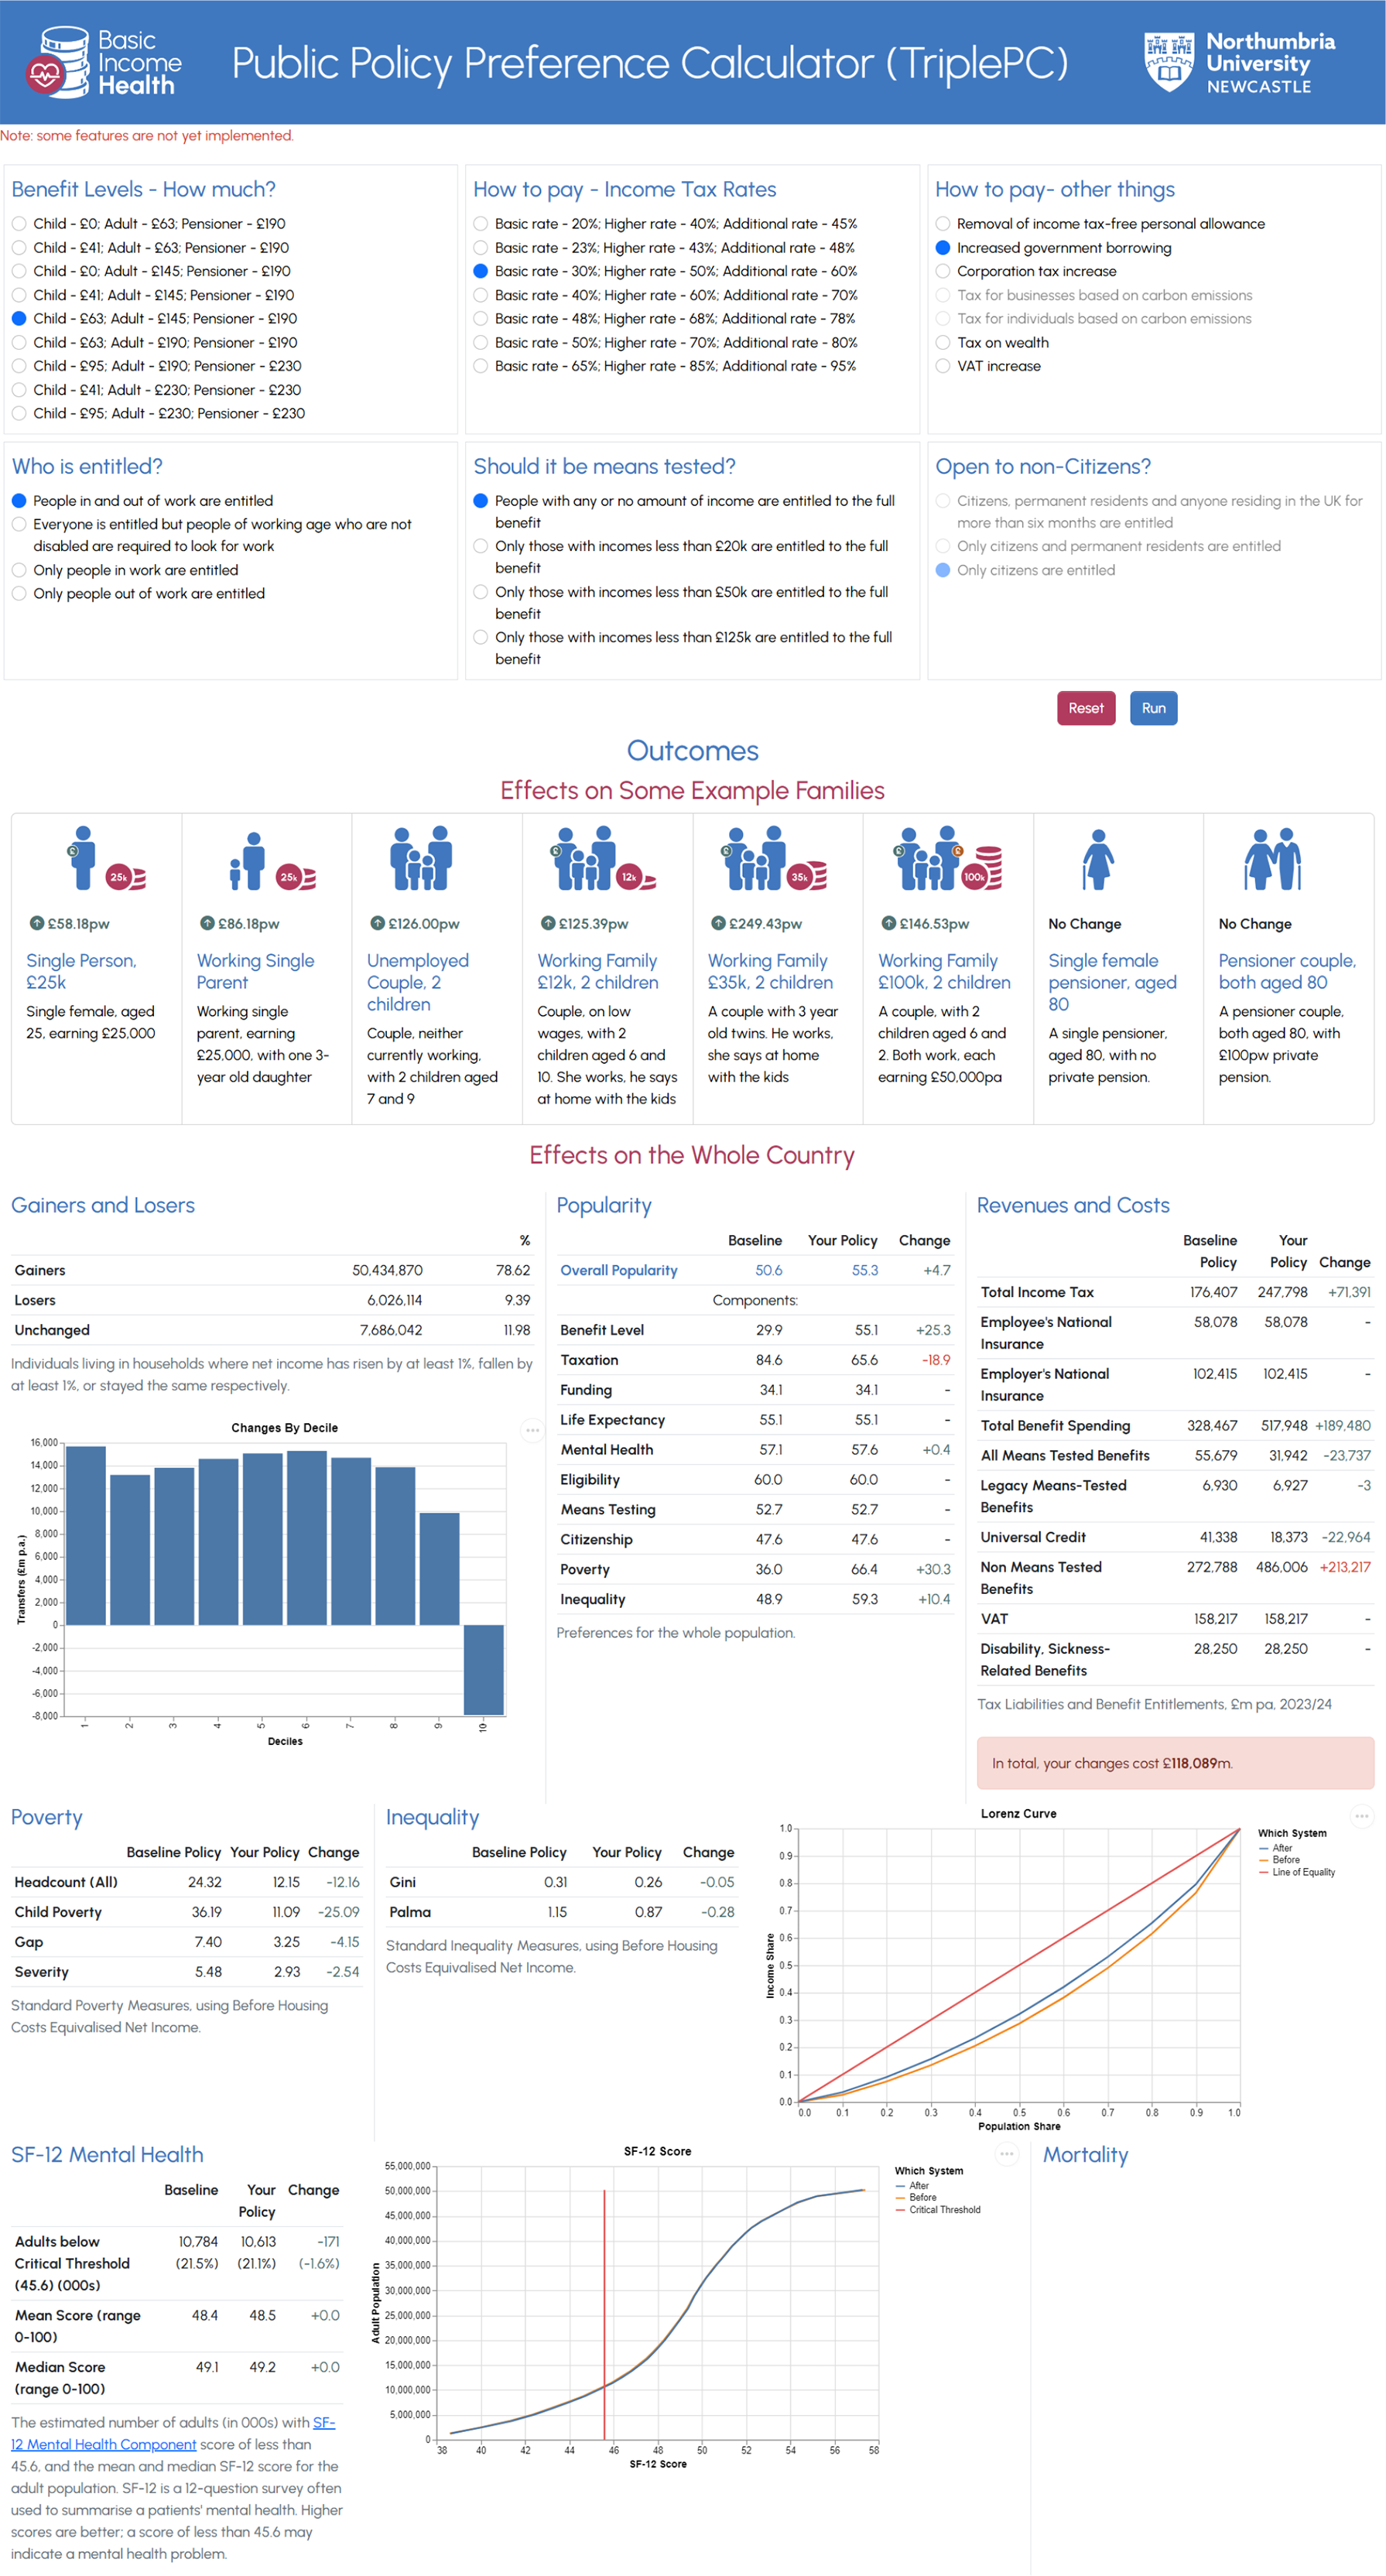 Basic
Income
Health
Public Policy Preference Calculator (TriplePC)
Northumbria
University
NEWCASTLE
Note: some features are not yet implemented.
Benefit Levels - How much?
Child - £0; Adult - £63; Pensioner - £190
Child - £41; Adult - £63; Pensioner - £190
Child - £0; Adult - £145; Pensioner - £190
Child - £41; Adult - £145; Pensioner - £190
Child - £63; Adult - £145; Pensioner - £190
Child - £63; Adult - £190; Pensioner - £190
Child - £95; Adult - £190; Pensioner - £230
Child - £41; Adult - £230; Pensioner - £230
Child - £95; Adult - £230; Pensioner - £230
How to pay - Income Tax Rates
Basic rate - 20%; Higher rate - 40%; Additional rate - 45%
Basic rate - 23%; Higher rate - 43%; Additional rate - 48%
Basic rate - 30%; Higher rate - 50%; Additional rate - 60%
Basic rate - 40%; Higher rate - 60%; Additional rate - 70%
Basic rate - 48%; Higher rate - 68%; Additional rate - 78%
Basic rate - 50%; Higher rate - 70%; Additional rate - 80%
Basic rate - 65%; Higher rate - 85%; Additional rate - 95%
How to pay- other things
Removal of income tax-free personal allowance
Increased government borrowing
Corporation tax increase
Tax for businesses based on carbon emissions
Tax for individuals based on carbon emissions
Tax on wealth
VAT increase
Who is entitled?
People in and out of work are entitled
Everyone is entitled but people of working age who are not
disabled are required to look for work
Only people in work are entitled
Only people out of work are entitled
Should it be means tested?
People with any or no amount of income are entitled to the full
benefit
Only those with incomes less than £20k are entitled to the full
benefit
Only those with incomes less than £50k are entitled to the full
benefit
Only those with incomes less than £125k are entitled to the full
benefit
Open to non-Citizens?
Citizens, permanent residents and anyone residing in the UK for
more than six months are entitled
Only citizens and permanent residents are entitled
Only citizens are entitled
Reset
Run
Outcomes
Effects on Some Example Families
£
25k
£58.18pw
Single Person,
£25k
Single female, aged
25, earning £25,000
25k
£86.18pw
Working Single
Parent
Working single
parent, earning
£25,000, with one 3-
year old daughter
£126.00pw
Unemployed
Couple, 2
children
Couple, neither
currently working,
with 2 children aged
7 and 9
£
12k
£125.39pw
Working Family
£12k, 2 children
Couple, on low
wages, with 2
children aged 6 and
10. She works, he says
at home with the kids
£
35k
£249.43pw
Working Family
£35k, 2 children
A couple with 3 year
old twins. He works,
she says at home
with the kids
£
£
100k
£146.53pw
Working Family
£100k, 2 children
A couple, with 2
children aged 6 and
2. Both work, each
earning £50,000pa
No Change
Single female
pensioner, aged
80
A single pensioner,
aged 80, with no
private pension.
No Change
Pensioner couple,
both aged 80
A pensioner couple,
both aged 80, with
£100pw private
pension.
Effects on the Whole Country
Gainers and Losers
%
Gainers 50,434,870 78.62
Losers 6,026,114 9.39
Unchanged 7,686,042 11.98
Individuals living in households where net income has risen by at least 1%, fallen by
at least 1%, or stayed the same respectively.
Changes By Decile
Transfers (£m p.a.)
16,000
14,000
12,000
10,000
8,000
6,000
4,000
2,000
0
-2,000
-4,000
-6,000
-8,000
1 2 3 4 5 6 7 8 9 10
Deciles
Popularity
Baseline Your Policy Change
Overall Popularity 50.6 55.3 +4.7
Components:
Benefit Level 29.9 55.1 +25.3
Taxation 84.6 65.6 -18.9
Funding 34.1 34.1 -
Life Expectancy 55.1 55.1 -
Mental Health 57.1 57.6 +0.4
Eligibility 60.0 60.0 -
Means Testing 52.7 52.7 -
Citizenship 47.6 47.6 -
Poverty 36.0 66.4 +30.3
Inequality 48.9 59.3 +10.4
Preferences for the whole population.
Revenues and Costs
Baseline Your
Policy Policy Change
Total Income Tax 176,407 247,798 +71,391
Employee's National 58,078 58,078 -
Insurance
Employer's National 102,415 102,415 -
Insurance
Total Benefit Spending 328,467 517,948 +189,480
All Means Tested Benefits 55,679 31,942 -23,737
Legacy Means-Tested 6,930 6,927 -3
Benefits
Universal Credit 41,338 18,373 -22,964
Non Means Tested 272,788 486,006 +213,217
Benefits
VAT 158,217 158,217 -
Disability, Sickness- 28,250 28,250 -
Related Benefits
Tax Liabilities and Benefit Entitlements, £m pa, 2023/24
In total, your changes cost £118,089m.
Poverty
Baseline Policy Your Policy Change
Headcount (All) 24.32 12.15 -12.16
Child Poverty 36.19 11.09 -25.09
Gap 7.40 3.25 -4.15
Severity 5.48 2.93 -2.54
Standard Poverty Measures, using Before Housing
Costs Equivalised Net Income.
Inequality
Baseline Policy Your Policy Change
Gini 0.31 0.26 -0.05
Palma 1.15 0.87 -0.28
Standard Inequality Measures, using Before Housing
Costs Equivalised Net Income.
Lorenz Curve
Income Share
1.0
0.9
0.8
0.7
0.6
0.5
0.4
0.3
0.2
0.1
0.0
0.0 0.1 0.2 0.3 0.4 0.5 0.6 0.7 0.8 0.9 1.0
Population Share
Which System
After
Before
Line of Equality
SF-12 Mental Health
Baseline Your Change
Policy
Adults below 10,784 10,613 -171
Critical Threshold (21.5%) (21.1%) (-1.6%)
(45.6) (000s)
Mean Score (range 48.4 48.5 +0.0
0-100)
Median Score 49.1 49.2 +0.0
(range 0-100)
The estimated number of adults (in 000s) with SF-
12 Mental Health Component score of less than
45.6, and the mean and median SF-12 score for the
adult population. SF-12 is a 12-question survey often
used to summarise a patients' mental health. Higher
scores are better; a score of less than 45.6 may
indicate a mental health problem.
SF-12 Score
Adult Population
55,000,000
50,000,000
45,000,000
40,000,000
35,000,000
30,000,000
25,000,000
20,000,000
15,000,000
10,000,000
5,000,000
0
38 40 42 44 46 48 50 52 54 56 58
SF-12 Score
Which System
After
Before
Critical Threshold
Mortality